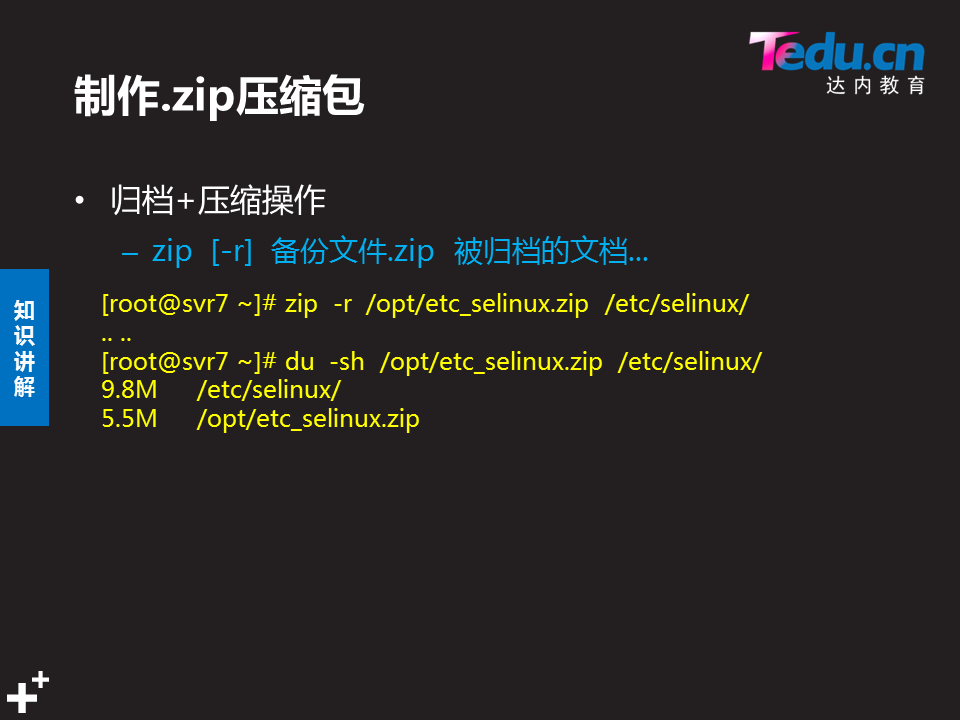 Tedu.cn
达内教育
制作.zip压缩包
• 归档+压缩操作
– zip [-r] 备份文件.zip 被归档的文档...
知识讲解
[root@svr7 ~]# zip -r /opt/etc_selinux.zip /etc/selinux/
.. ..
[root@svr7 ~]# du -sh /opt/etc_selinux.zip /etc/selinux/
9.8M /etc/selinux/
5.5M /opt/etc_selinux.zip